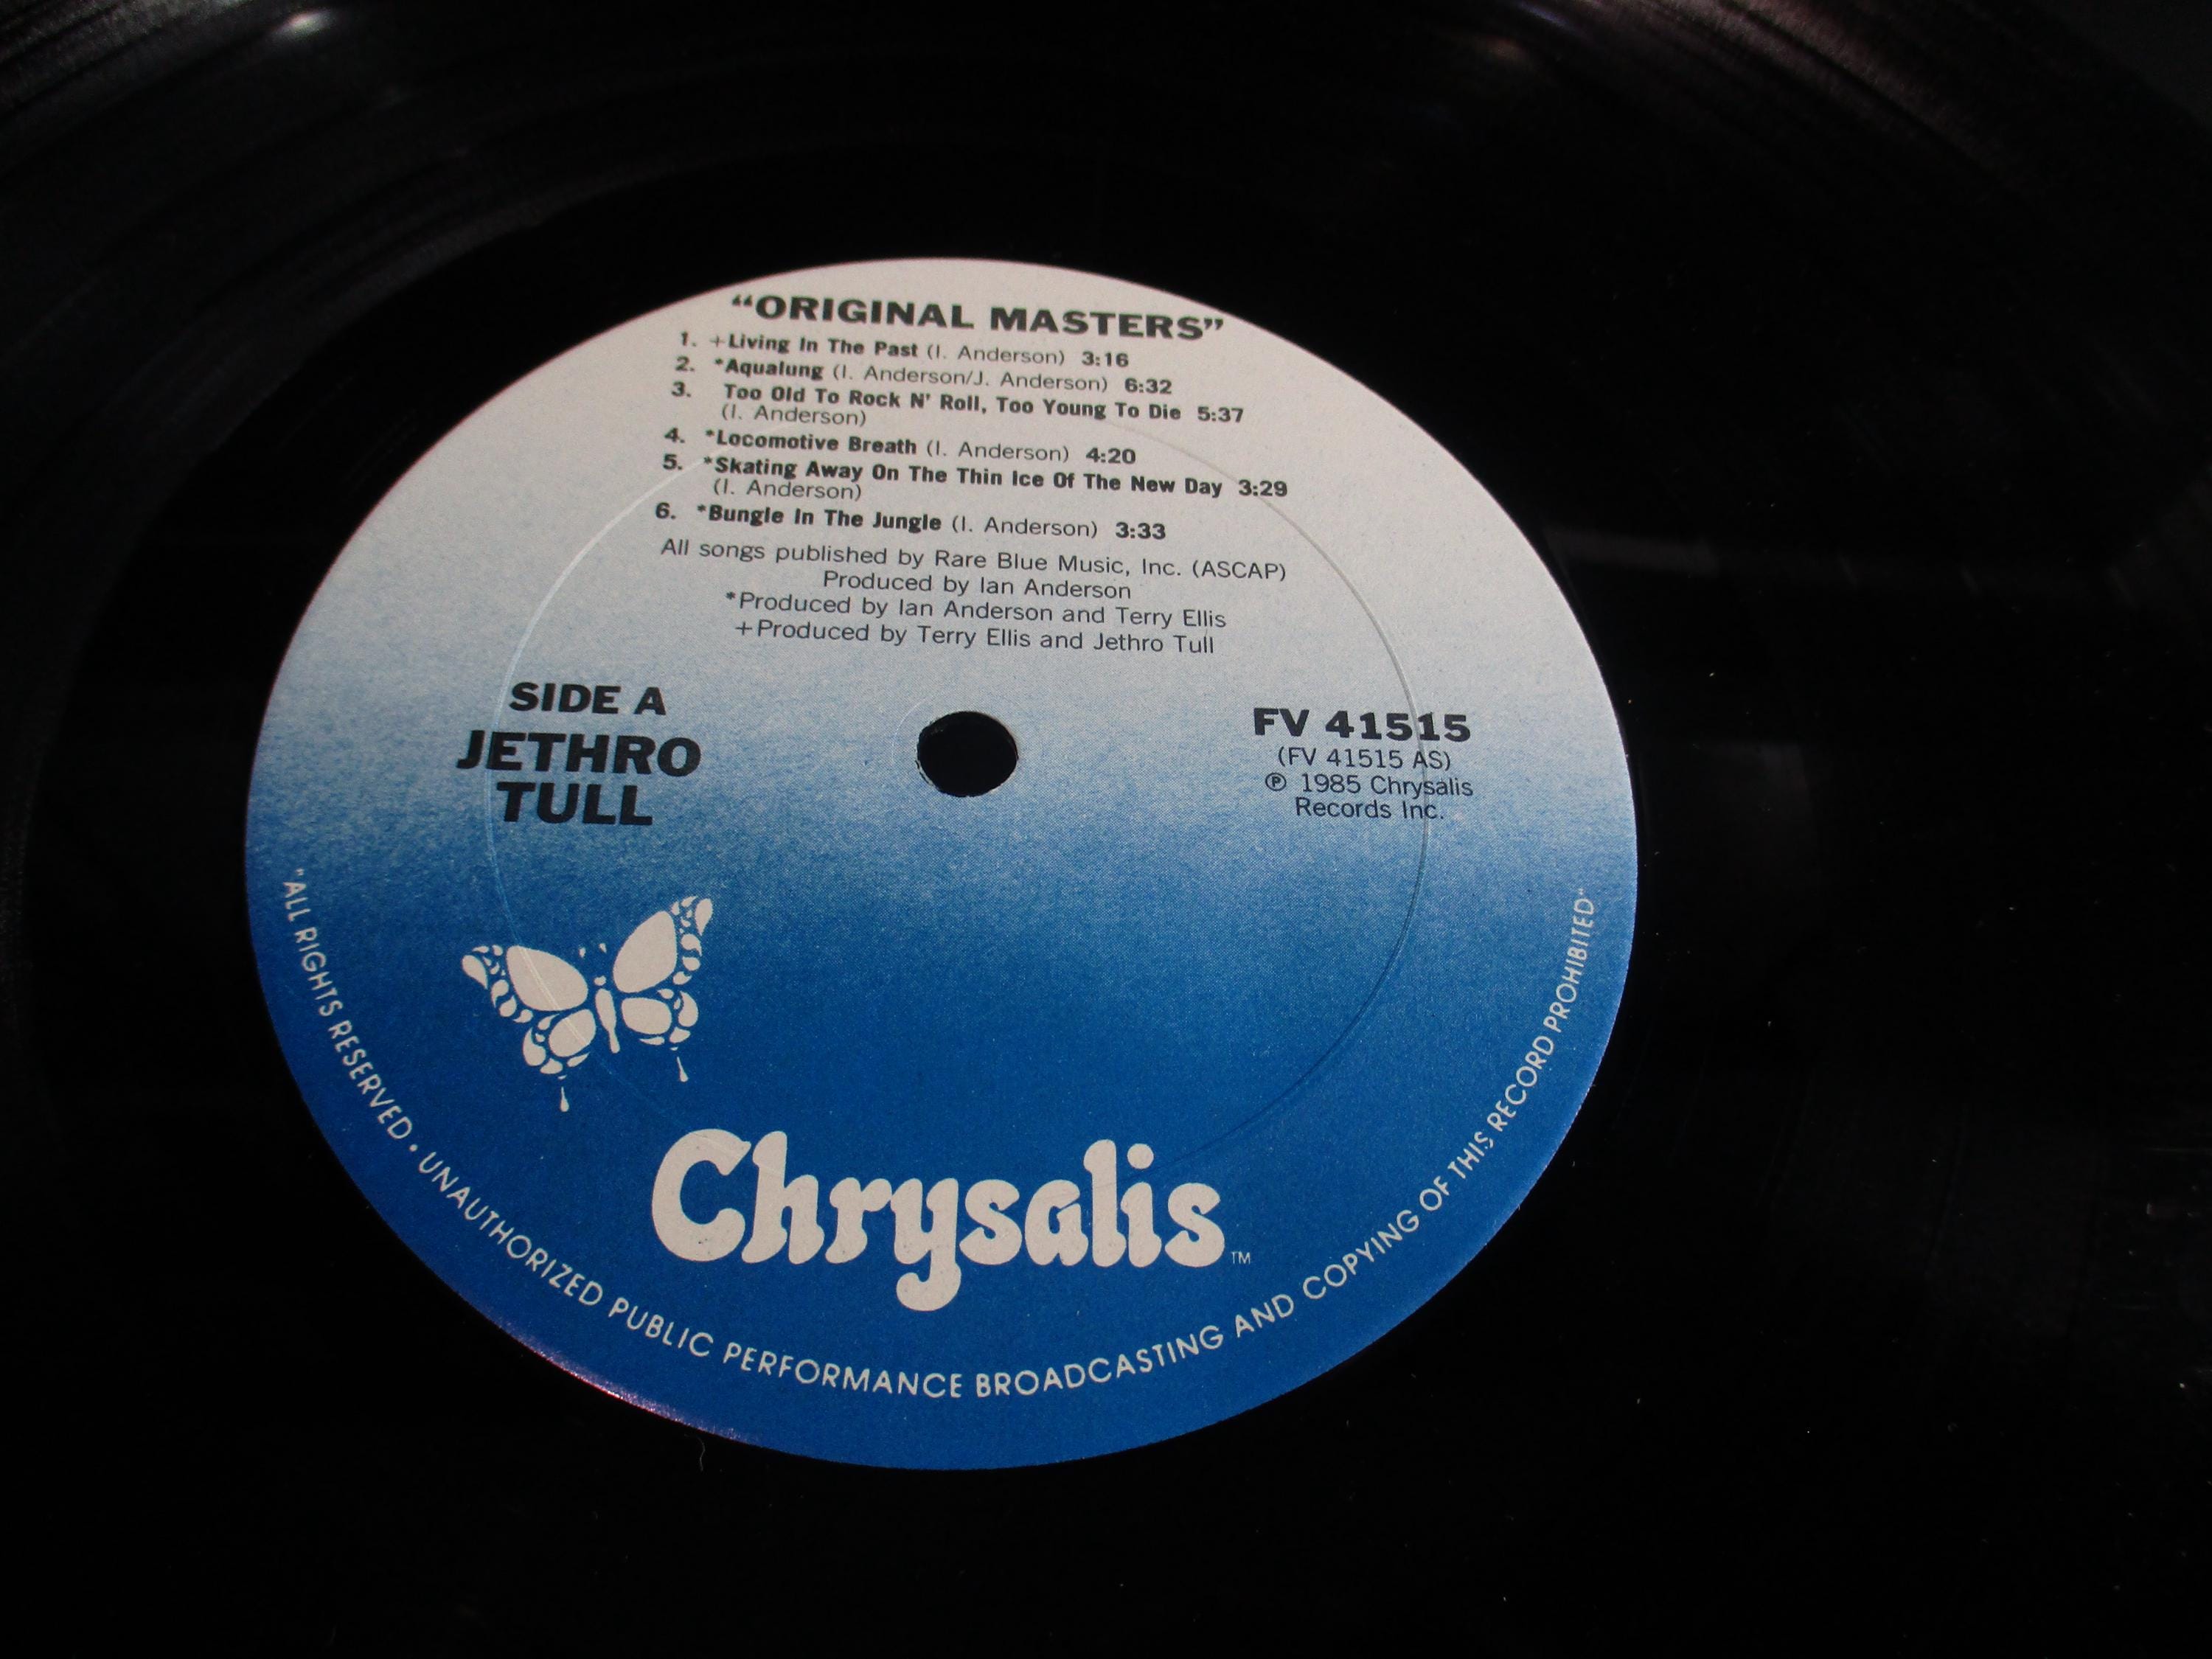 “ORIGINAL MASTERS”
1. +Living In The Past (I. Anderson) 3:16
2. *Aqualung (I. Anderson/J. Anderson) 6:32
3. Too Old To Rock N' Roll, Too Young To Die 5:37
(I. Anderson)
4. *Locomotive Breath (I. Anderson) 4:20
5. *Skating Away On The Thin Ice Of The New Day 3:29
(I. Anderson)
6. *Bungle In The Jungle (I. Anderson) 3:33
All songs published by Rare Blue Music, Inc. (ASCAP)
Produced by Ian Anderson
*Produced by Ian Anderson and Terry Ellis
+Produced by Terry Ellis and Jethro Tull
SIDE A
JETHRO
TULL
FV 41515
(FV 41515 AS)
℗ 1985 Chrysalis
Records Inc.
Chrysalis™
"ALL RIGHTS RESERVED • UNAUTHORIZED PUBLIC PERFORMANCE BROADCASTING AND COPYING OF THIS RECORD PROHIBITED"